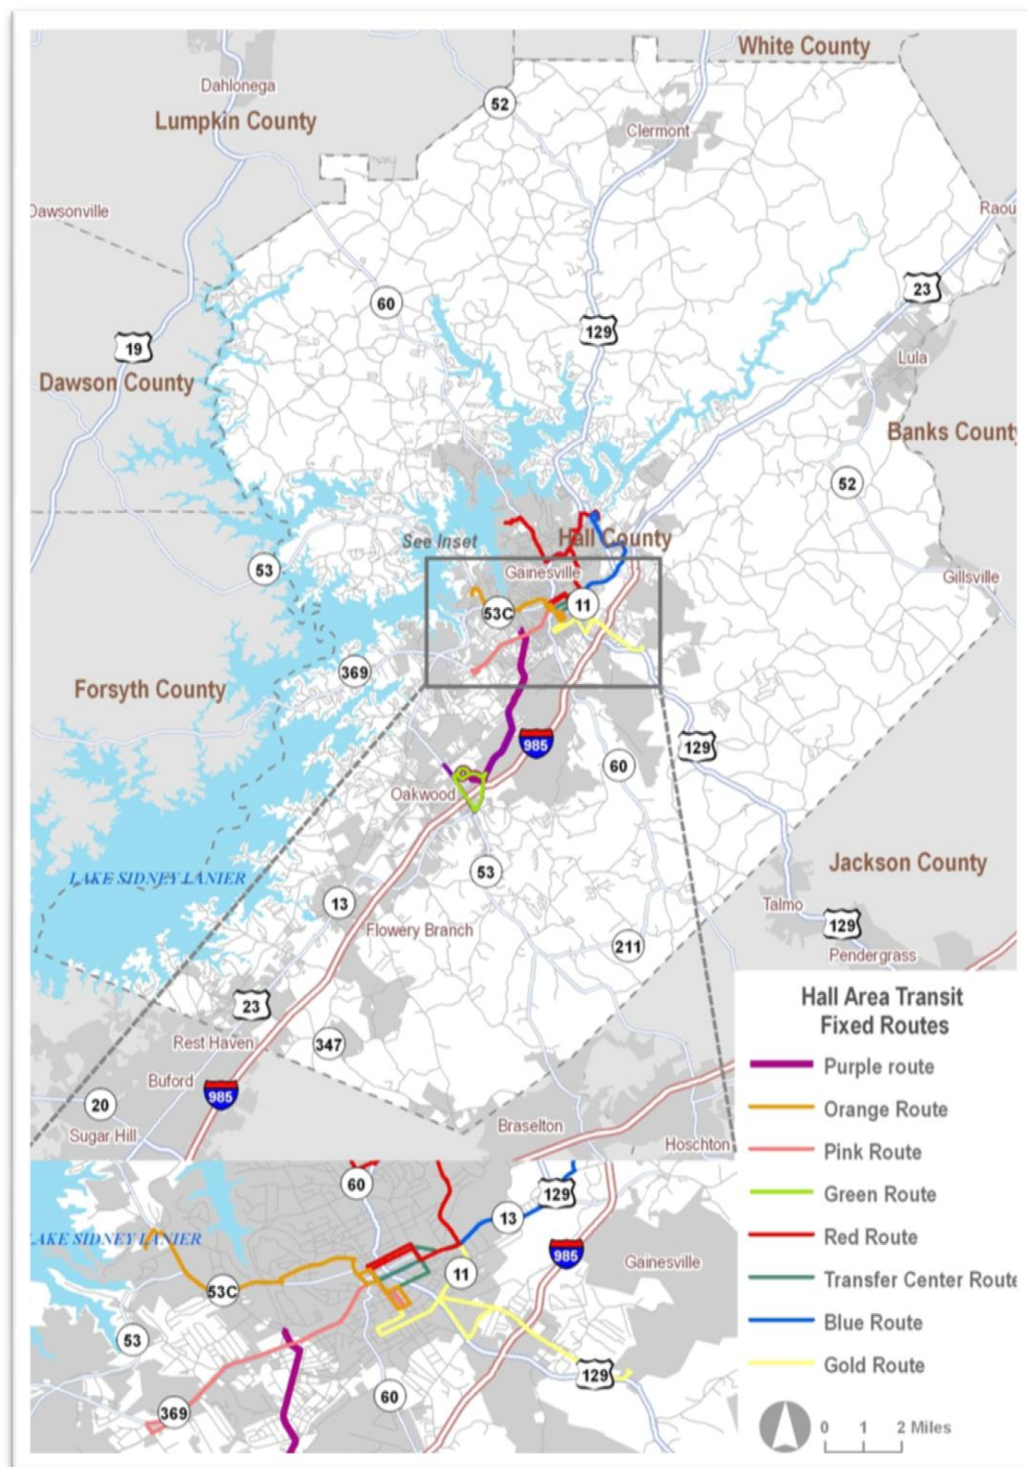 White County
Dahlonega
Lumpkin County
52
Clermont
Dawsonville
Raou
60
23
129
19
Lula
Dawson County
Banks County
52
See Inset
Hall County
53
Gainesville
Gillsville
53C
11
369
Forsyth County
985
129
60
Oakwood
53
Jackson County
LAKE SIDNEY LANIER
13
Talmo
129
Flowery Branch
211
Pendergrass
23
Rest Haven
347
Buford
985
20
Sugar Hill
Braselton
Hoschton
Hall Area Transit
Fixed Routes
Purple route
Orange Route
Pink Route
Green Route
Red Route
Transfer Center Route
Blue Route
Gold Route
0 1 2 Miles
60
129
13
LAKE SIDNEY LANIER
985
Gainesville
11
53C
53
129
60
369